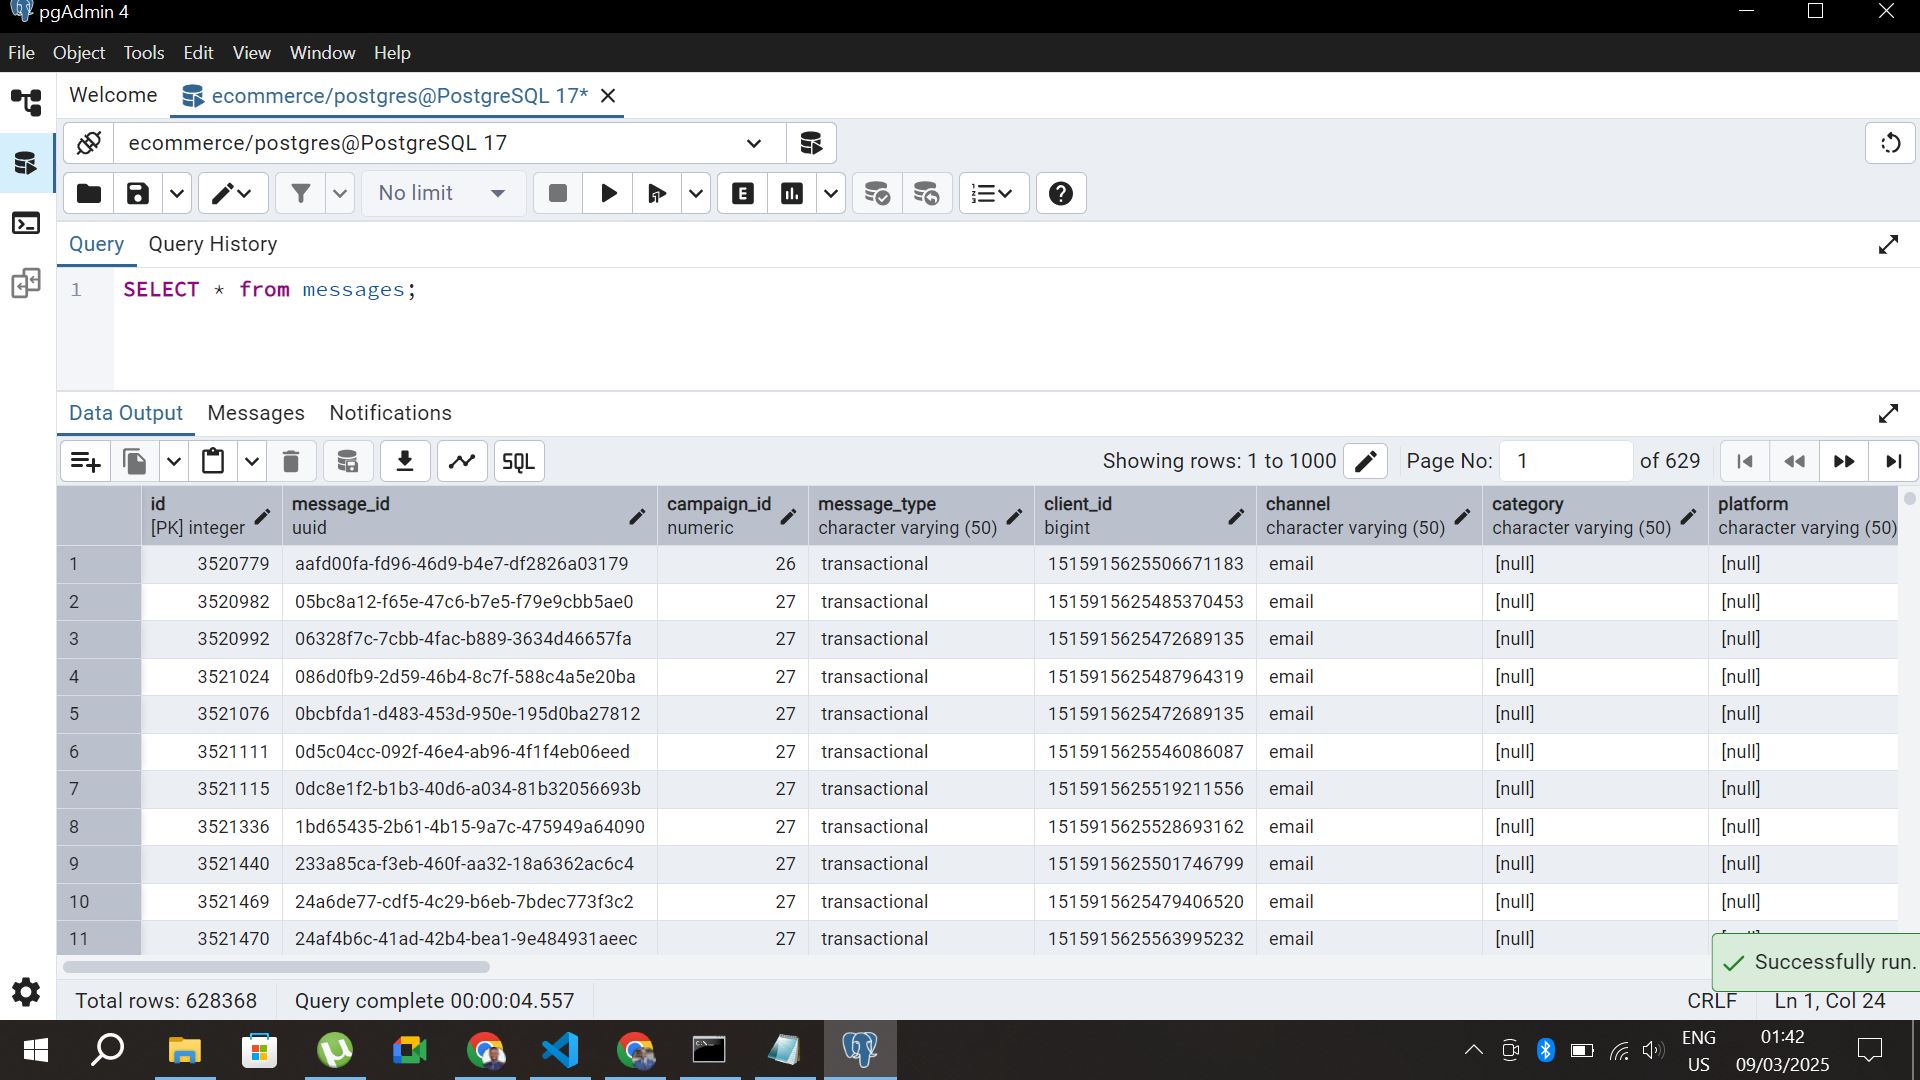 pgAdmin 4
File Object Tools Edit View Window Help
Welcome ecommerce/postgres@PostgreSQL 17*
ecommerce/postgres@PostgreSQL 17
No limit E
Query Query History
1 SELECT * from messages;
Data Output Messages Notifications
SQL Showing rows: 1 to 1000 Page No: 1 of 629
id message_id campaign_id message_type client_id channel category platform
[PK] integer uuid numeric character varying (50) bigint character varying (50) character varying (50) character varying (50)
1 3520779 aafd00fa-fd96-46d9-b4e7-df2826a03179 26 transactional 1515915625506671183 email [null] [null]
2 3520982 05bc8a12-f65e-47c6-b7e5-f79e9cbb5ae0 27 transactional 1515915625485370453 email [null] [null]
3 3520992 06328f7c-7cbb-4fac-b889-3634d46657fa 27 transactional 1515915625472689135 email [null] [null]
4 3521024 086d0fb9-2d59-46b4-8c7f-588c4a5e20ba 27 transactional 1515915625487964319 email [null] [null]
5 3521076 0bcbfda1-d483-453d-950e-195d0ba27812 27 transactional 1515915625472689135 email [null] [null]
6 3521111 0d5c04cc-092f-46e4-ab96-4f1f4eb06eed 27 transactional 1515915625546086087 email [null] [null]
7 3521115 0dc8e1f2-b1b3-40d6-a034-81b32056693b 27 transactional 1515915625519211556 email [null] [null]
8 3521336 1bd65435-2b61-4b15-9a7c-475949a64090 27 transactional 1515915625528693162 email [null] [null]
9 3521440 233a85ca-f3eb-460f-aa32-18a6362ac6c4 27 transactional 1515915625501746799 email [null] [null]
10 3521469 24a6de77-cdf5-4c29-b6eb-7bdec773f3c2 27 transactional 1515915625479406520 email [null] [null]
11 3521470 24af4b6c-41ad-42b4-bea1-9e484931aeec 27 transactional 1515915625563995232 email [null]
Successfully run.
Total rows: 628368 Query complete 00:00:04.557 CRLF Ln 1, Col 24
ENG 01:42
US 09/03/2025